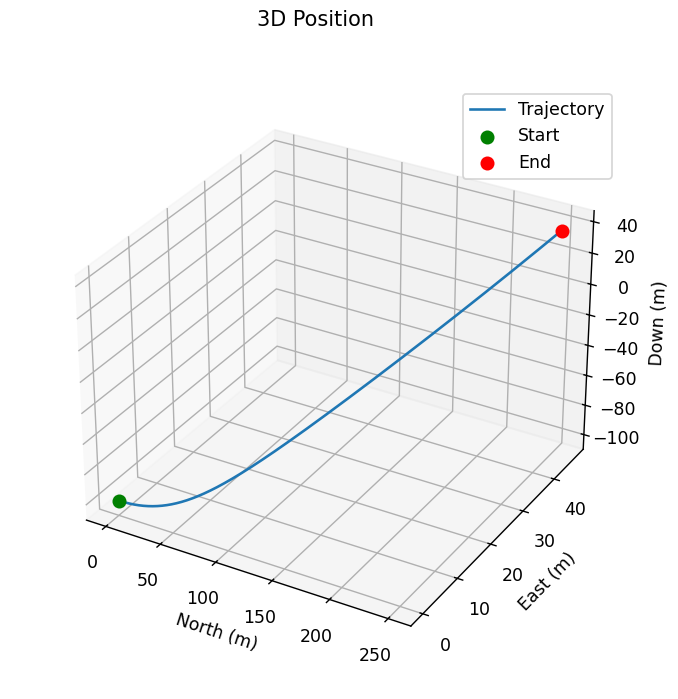 3D Position
Trajectory
Start
End
40
20
0
−20
−40
−60
−80
−100
Down (m)
0
50
100
150
200
250
North (m)
0
10
20
30
40
East (m)